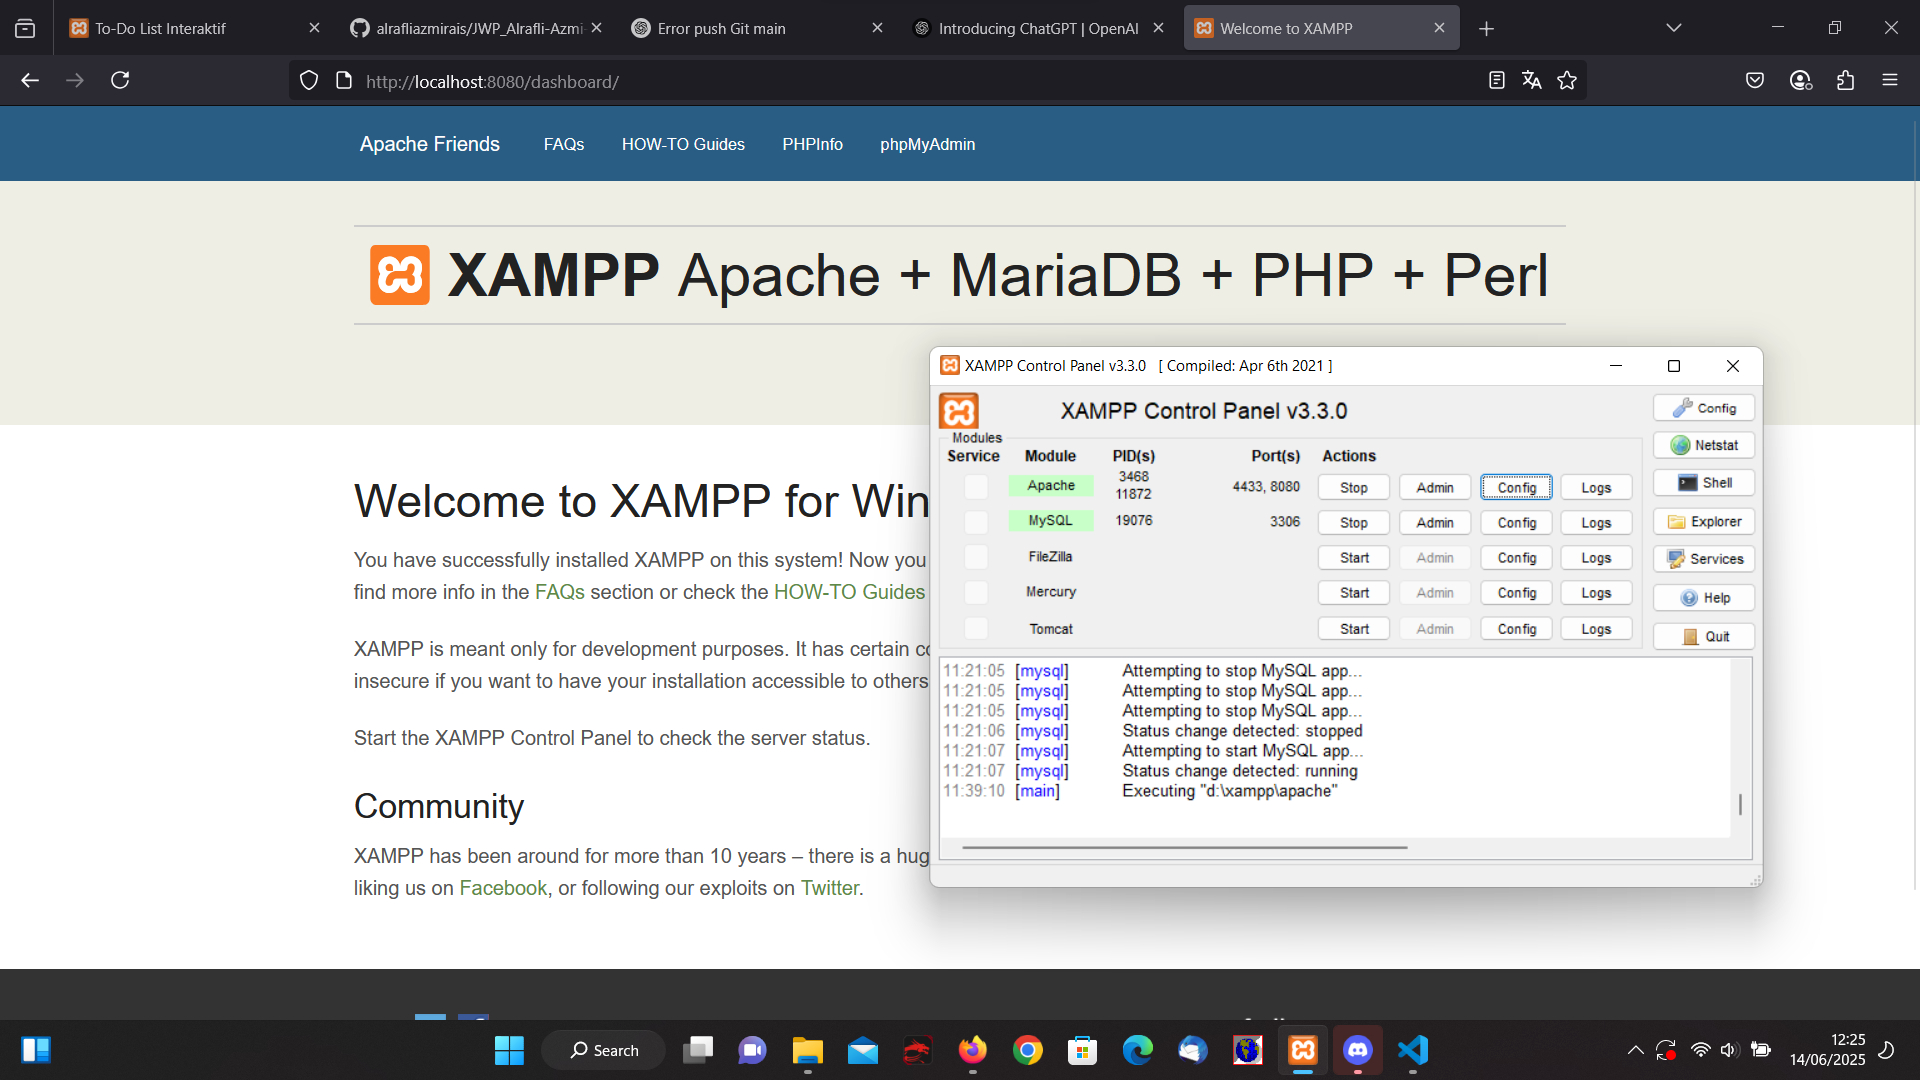 To-Do List Interaktif
alrafliazmirais/JWP_Alrafli-Azmi-
Error push Git main
Introducing ChatGPT | OpenAI
Welcome to XAMPP
http://localhost:8080/dashboard/
Apache Friends
FAQs
HOW-TO Guides
PHPInfo
phpMyAdmin
XAMPP Apache + MariaDB + PHP + Perl
Welcome to XAMPP for Win
You have successfully installed XAMPP on this system! Now you
find more info in the FAQs section or check the HOW-TO Guides
XAMPP is meant only for development purposes. It has certain co
insecure if you want to have your installation accessible to others
Start the XAMPP Control Panel to check the server status.
Community
XAMPP has been around for more than 10 years – there is a hug
liking us on Facebook, or following our exploits on Twitter.
XAMPP Control Panel v3.3.0 [ Compiled: Apr 6th 2021 ]
XAMPP Control Panel v3.3.0
Modules
Service Module PID(s) Port(s) Actions
Apache 3468 11872 4433, 8080 Stop Admin Config Logs
MySQL 19076 3306 Stop Admin Config Logs
FileZilla Start Admin Config Logs
Mercury Start Admin Config Logs
Tomcat Start Admin Config Logs
Config
Netstat
Shell
Explorer
Services
Help
Quit
11:21:05 [mysql] Attempting to stop MySQL app...
11:21:05 [mysql] Attempting to stop MySQL app...
11:21:05 [mysql] Attempting to stop MySQL app...
11:21:06 [mysql] Status change detected: stopped
11:21:07 [mysql] Attempting to start MySQL app...
11:21:07 [mysql] Status change detected: running
11:39:10 [main] Executing "d:\xampp\apache"
Search
12:25
14/06/2025